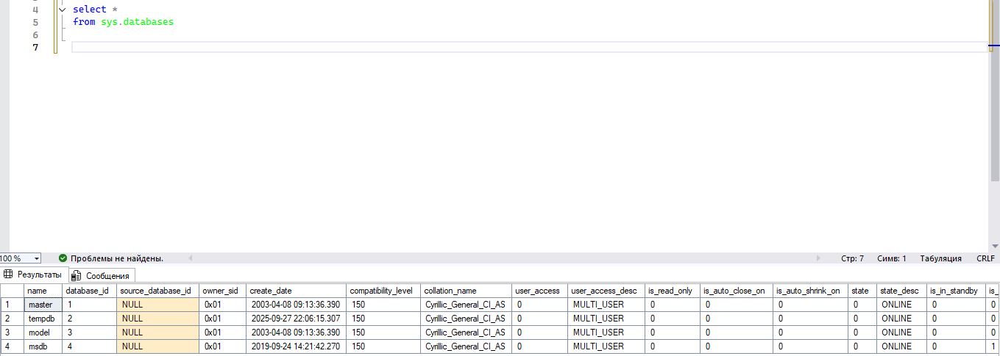 4 select *
5 from sys.databases
6
7
100 % Проблемы не найдены. Стр: 7 Симв: 1 Табуляция CRLF
Результаты Сообщения
name database_id source_database_id owner_sid create_date compatibility_level collation_name user_access user_access_desc is_read_only is_auto_close_on is_auto_shrink_on state state_desc is_in_standby is_
1 master 1 NULL 0x01 2003-04-08 09:13:36.390 150 Cyrillic_General_CI_AS 0 MULTI_USER 0 0 0 0 ONLINE 0 0
2 tempdb 2 NULL 0x01 2025-09-27 22:06:15.307 150 Cyrillic_General_CI_AS 0 MULTI_USER 0 0 0 0 ONLINE 0 0
3 model 3 NULL 0x01 2003-04-08 09:13:36.390 150 Cyrillic_General_CI_AS 0 MULTI_USER 0 0 0 0 ONLINE 0 0
4 msdb 4 NULL 0x01 2019-09-24 14:21:42.270 150 Cyrillic_General_CI_AS 0 MULTI_USER 0 0 0 0 ONLINE 0 1